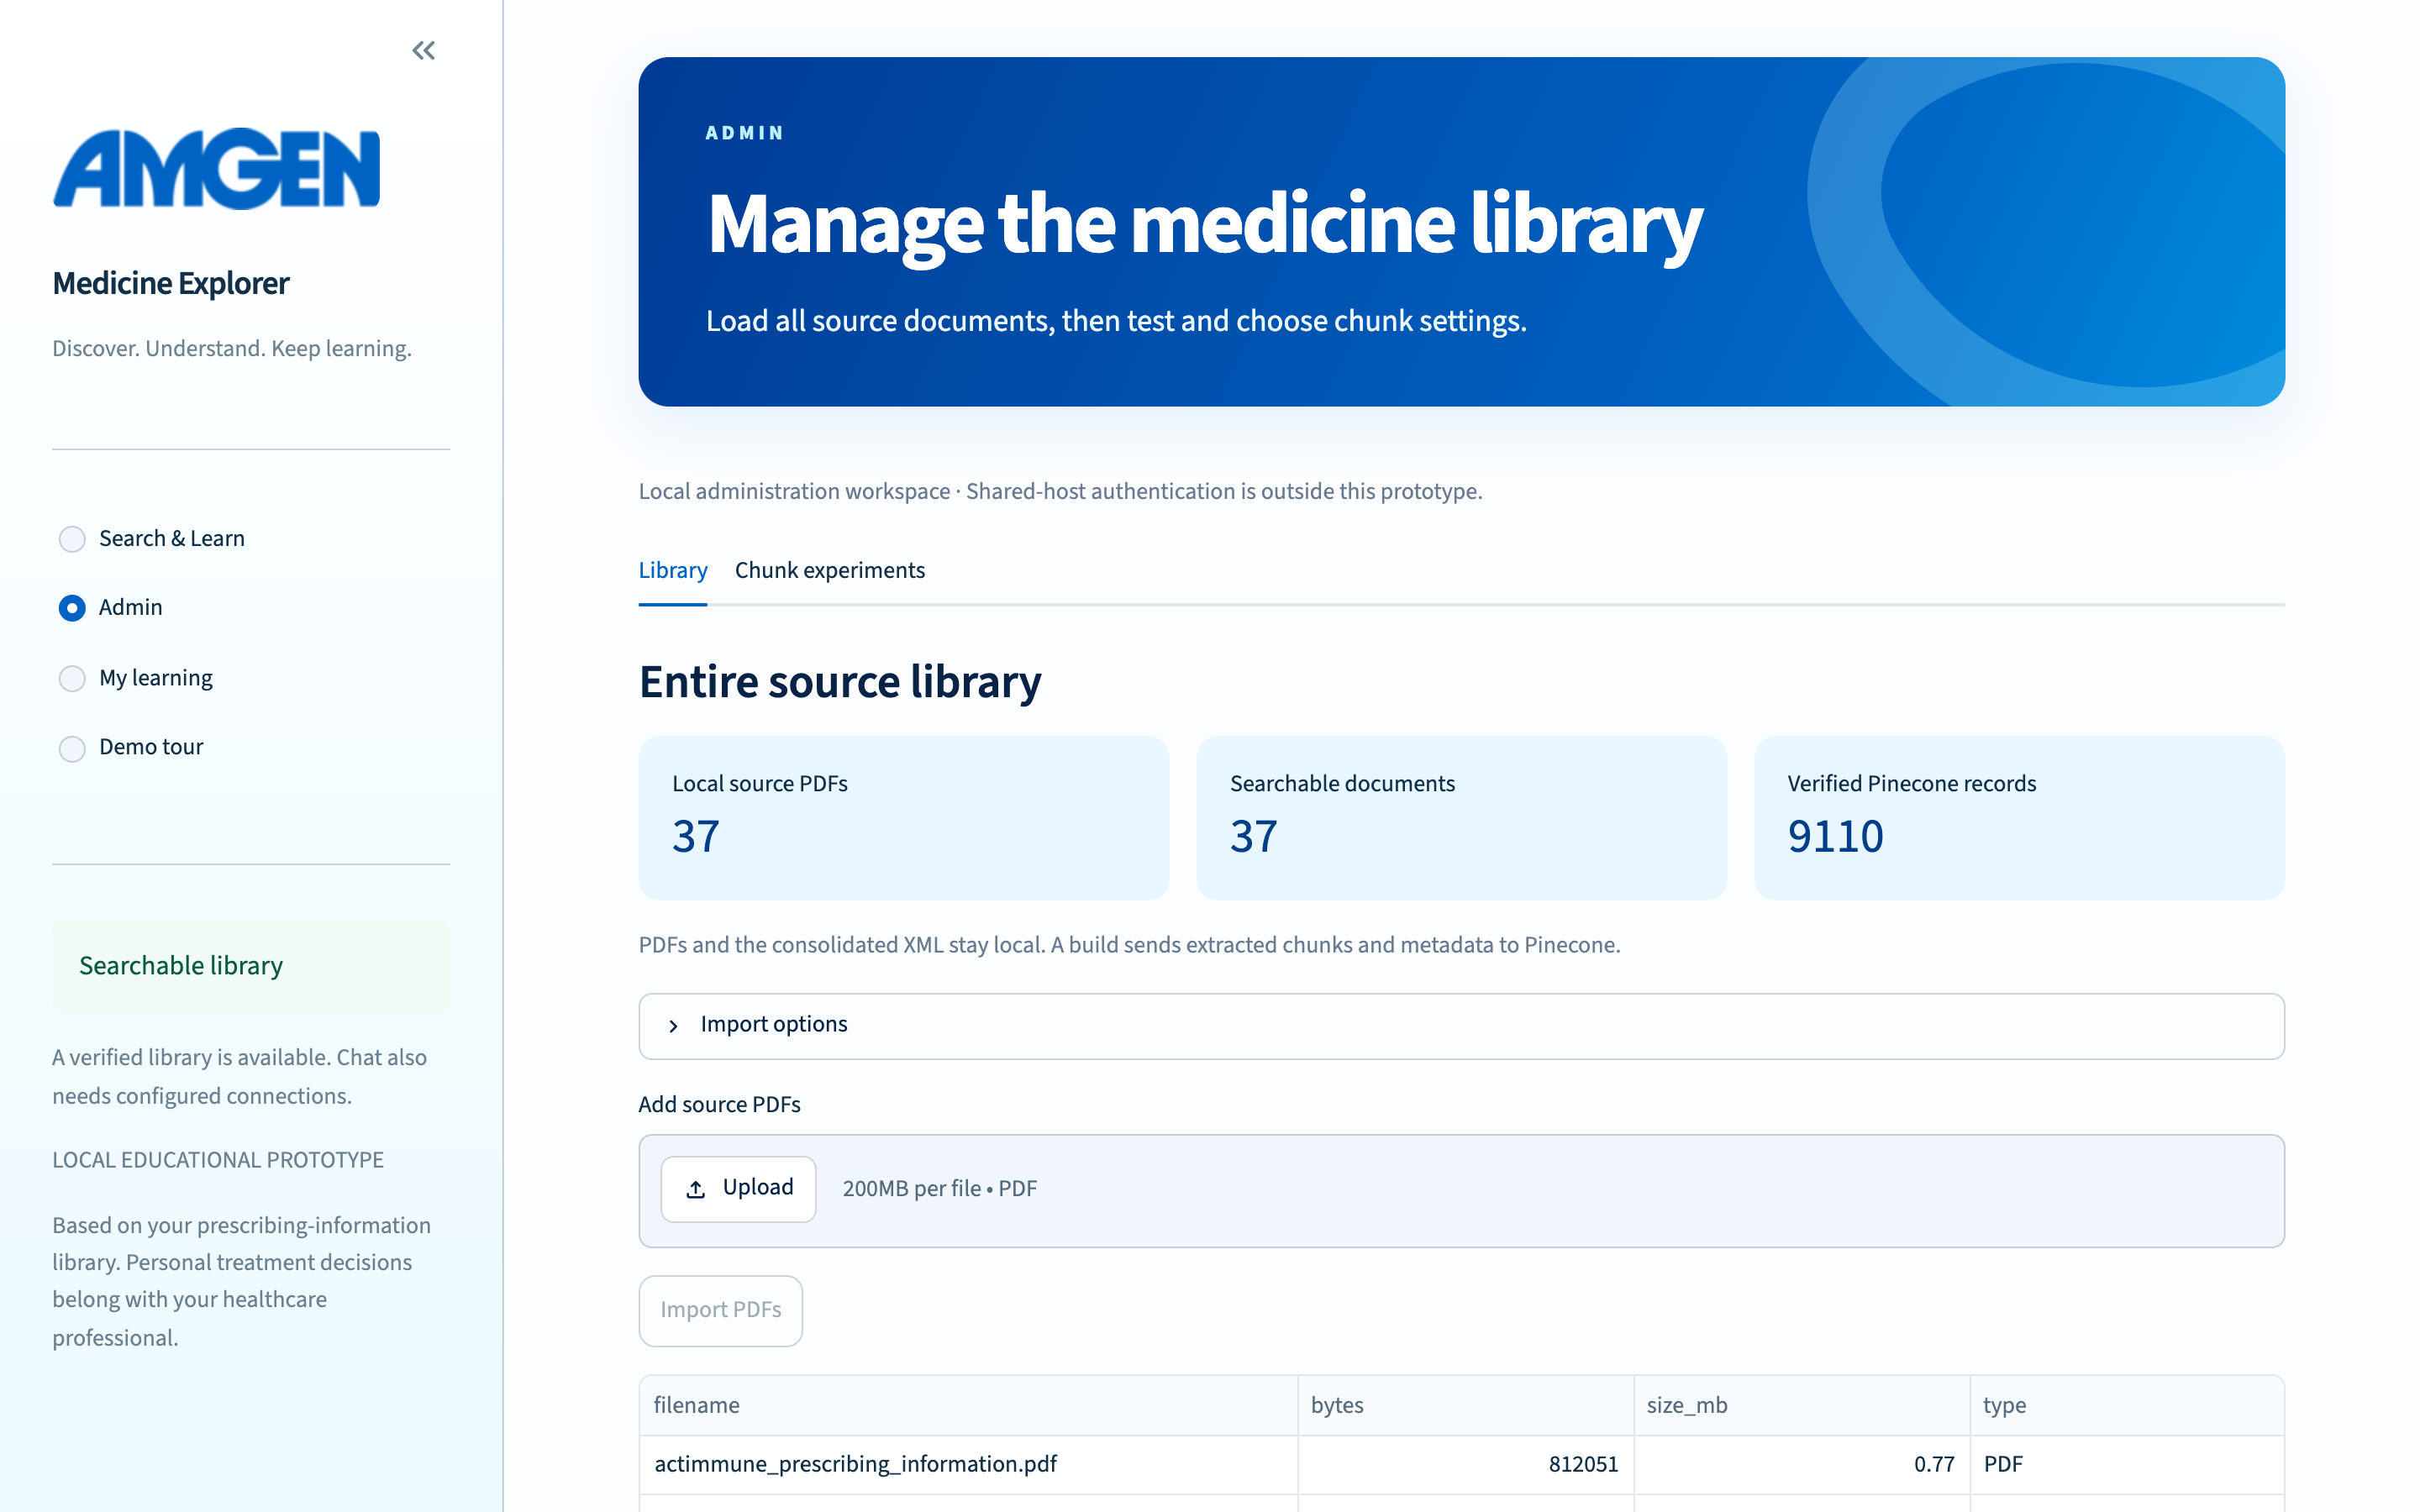 AMGEN
Medicine Explorer
Discover. Understand. Keep learning.
Search & Learn
Admin
My learning
Demo tour
Searchable library
A verified library is available. Chat also
needs configured connections.
LOCAL EDUCATIONAL PROTOTYPE
Based on your prescribing-information
library. Personal treatment decisions
belong with your healthcare
professional.
ADMIN
Manage the medicine library
Load all source documents, then test and choose chunk settings.
Local administration workspace · Shared-host authentication is outside this prototype.
Library Chunk experiments
Entire source library
Local source PDFs Searchable documents Verified Pinecone records
37 37 9110
PDFs and the consolidated XML stay local. A build sends extracted chunks and metadata to Pinecone.
Import options
Add source PDFs
Upload 200MB per file • PDF
Import PDFs
filename bytes size_mb type
actimmune_prescribing_information.pdf 812051 0.77 PDF